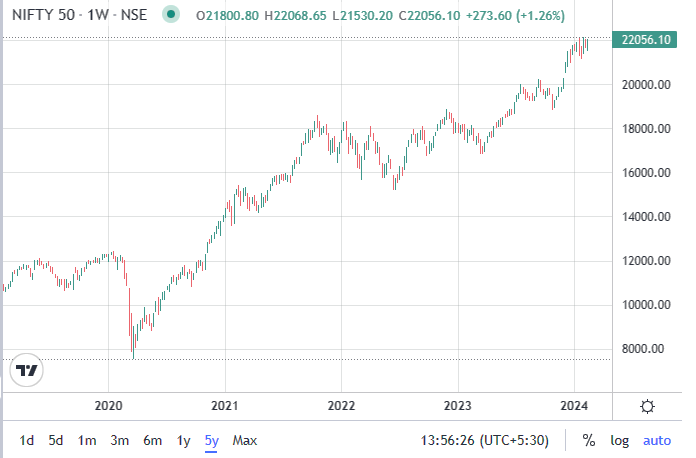 NIFTY 50 · 1W · NSE O21800.80 H22068.65 L21530.20 C22056.10 +273.60 (+1.26%)
22056.10
20000.00
18000.00
16000.00
14000.00
12000.00
10000.00
8000.00
2020 2021 2022 2023 2024
1d 5d 1m 3m 6m 1y 5y Max 13:56:26 (UTC+5:30) % log auto